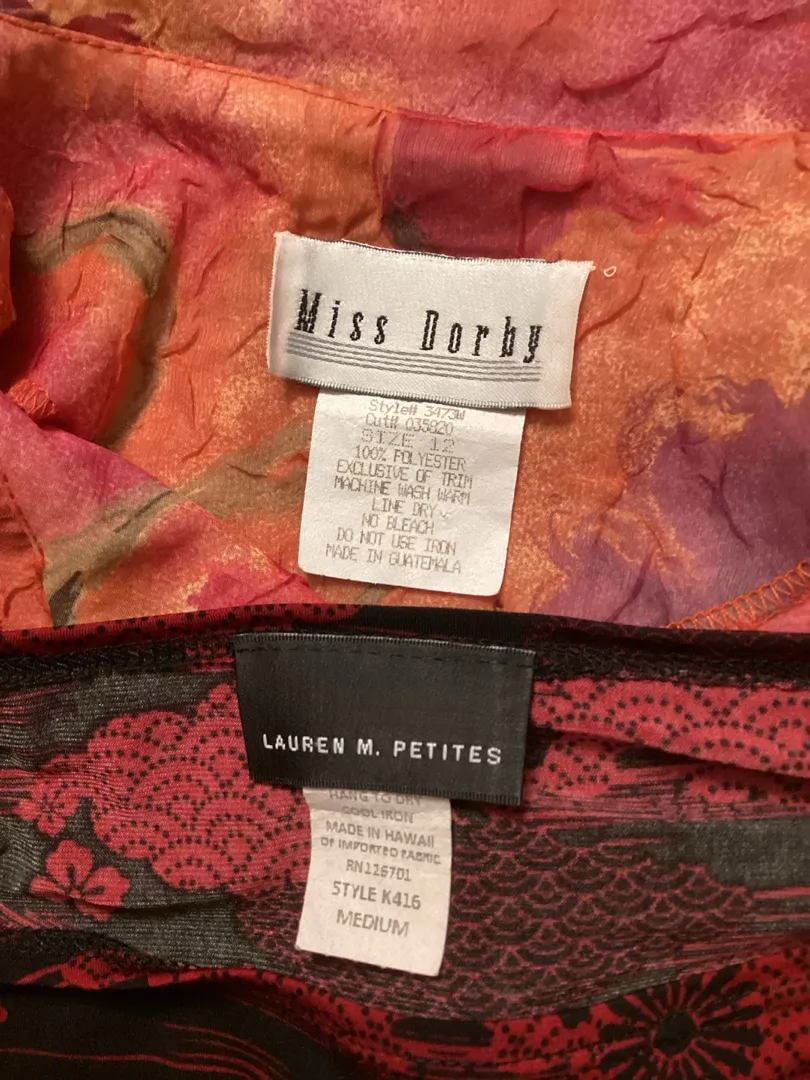 Miss Dorby
Style# 3473W
Cut# 035820
SIZE 12
100% POLYESTER
EXCLUSIVE OF TRIM
MACHINE WASH WARM
LINE DRY
NO BLEACH
DO NOT USE IRON
MADE IN GUATEMALA
LAUREN M. PETITES
HANG TO DRY
COOL IRON
MADE IN HAWAII
OF IMPORTED FABRIC
RN126701
STYLE K416
MEDIUM